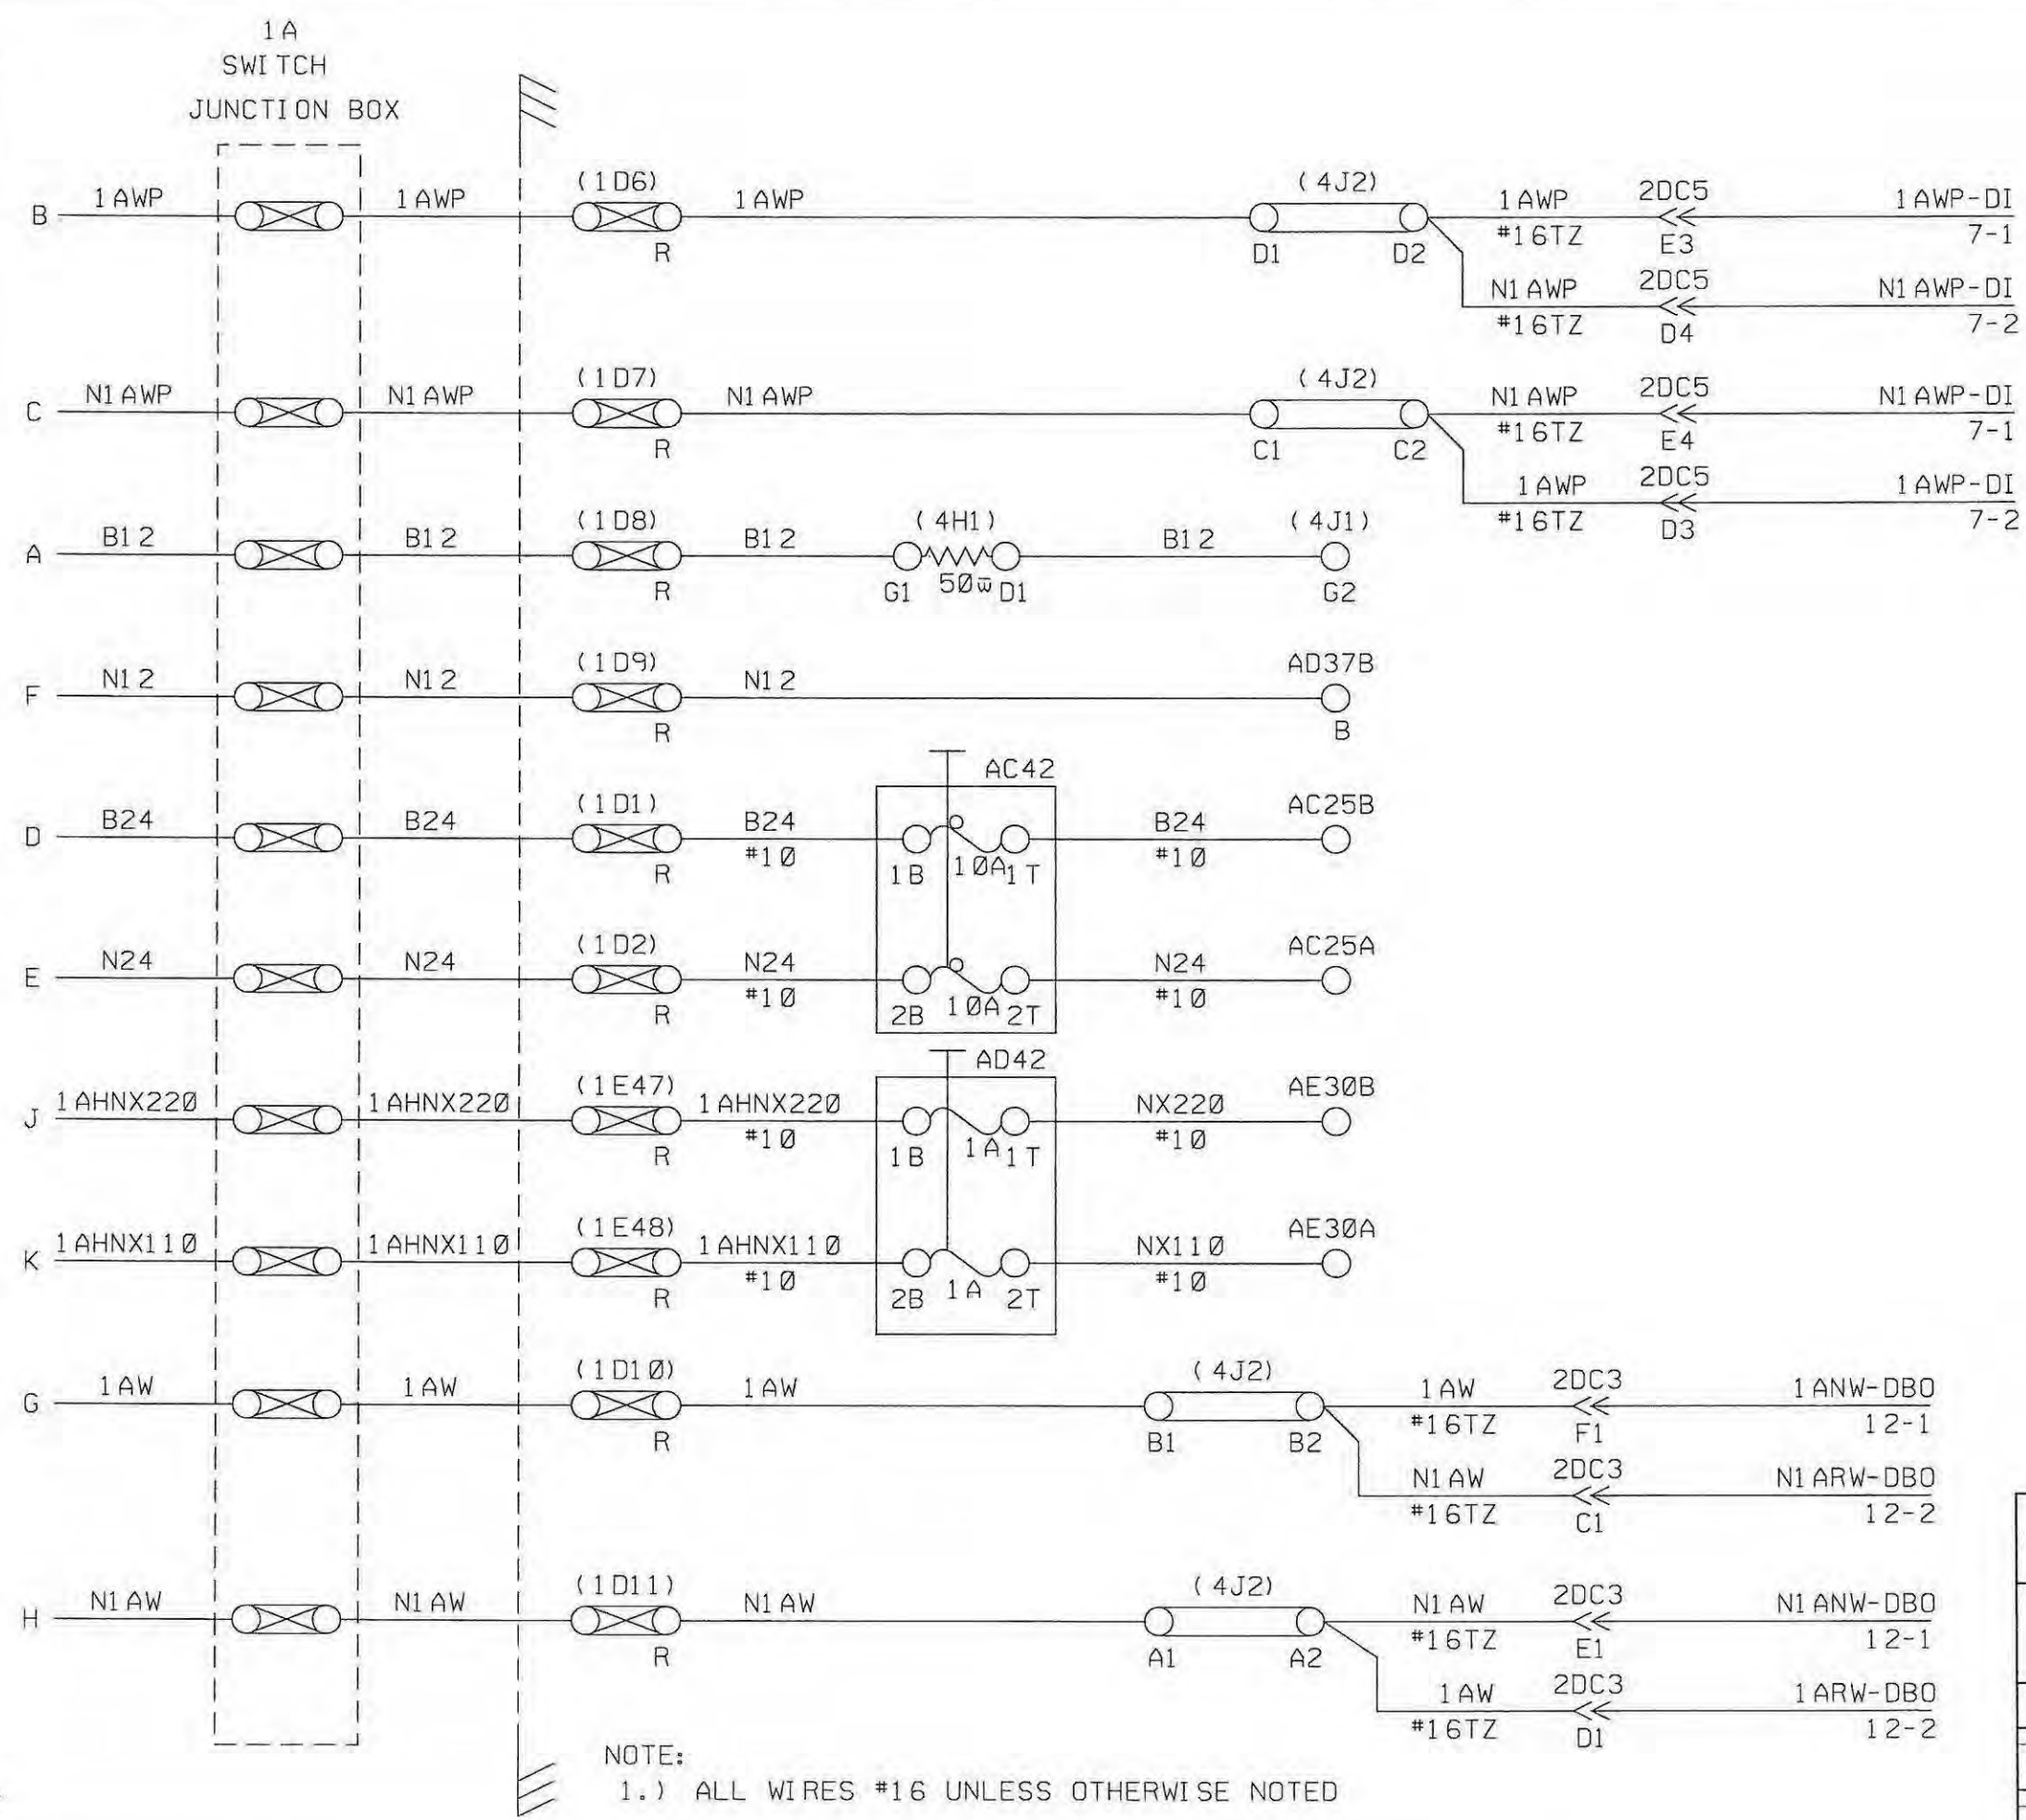 1A
SWITCH
JUNCTION BOX
(1D6) (4J2)
B 1AWP 1AWP 1AWP 1AWP 2DC5 1AWP-DI
R D1 D2 #16TZ E3 7-1
N1AWP 2DC5 N1AWP-DI
#16TZ D4 7-2
(1D7) (4J2)
C N1AWP N1AWP N1AWP N1AWP 2DC5 N1AWP-DI
R C1 C2 #16TZ E4 7-1
1AWP 2DC5 1AWP-DI
#16TZ D3 7-2
(1D8) (4H1) (4J1)
A B12 B12 B12 B12
R G1 50ϖ D1 G2
(1D9) AD37B
F N12 N12 N12
R B
AC42
(1D1) AC25B
D B24 B24 B24 B24
#10 #10
R 1B 10A 1T
(1D2) AC25A
E N24 N24 N24 N24
#10 #10
R 2B 10A 2T
AD42
(1E47) AE30B
J 1AHNX220 1AHNX220 1AHNX220 NX220
#10 #10
R 1B 1A 1T
(1E48) AE30A
K 1AHNX110 1AHNX110 1AHNX110 NX110
#10 #10
R 2B 1A 2T
(1D10) (4J2)
G 1AW 1AW 1AW 1AW 2DC3 1ANW-DBO
R B1 B2 #16TZ F1 12-1
N1AW 2DC3 N1ARW-DBO
#16TZ C1 12-2
(1D11) (4J2)
H N1AW N1AW N1AW N1AW 2DC3 N1ANW-DBO
R A1 A2 #16TZ E1 12-1
1AW 2DC3 1ARW-DBO
#16TZ D1 12-2
NOTE:
1.) ALL WIRES #16 UNLESS OTHERWISE NOTED